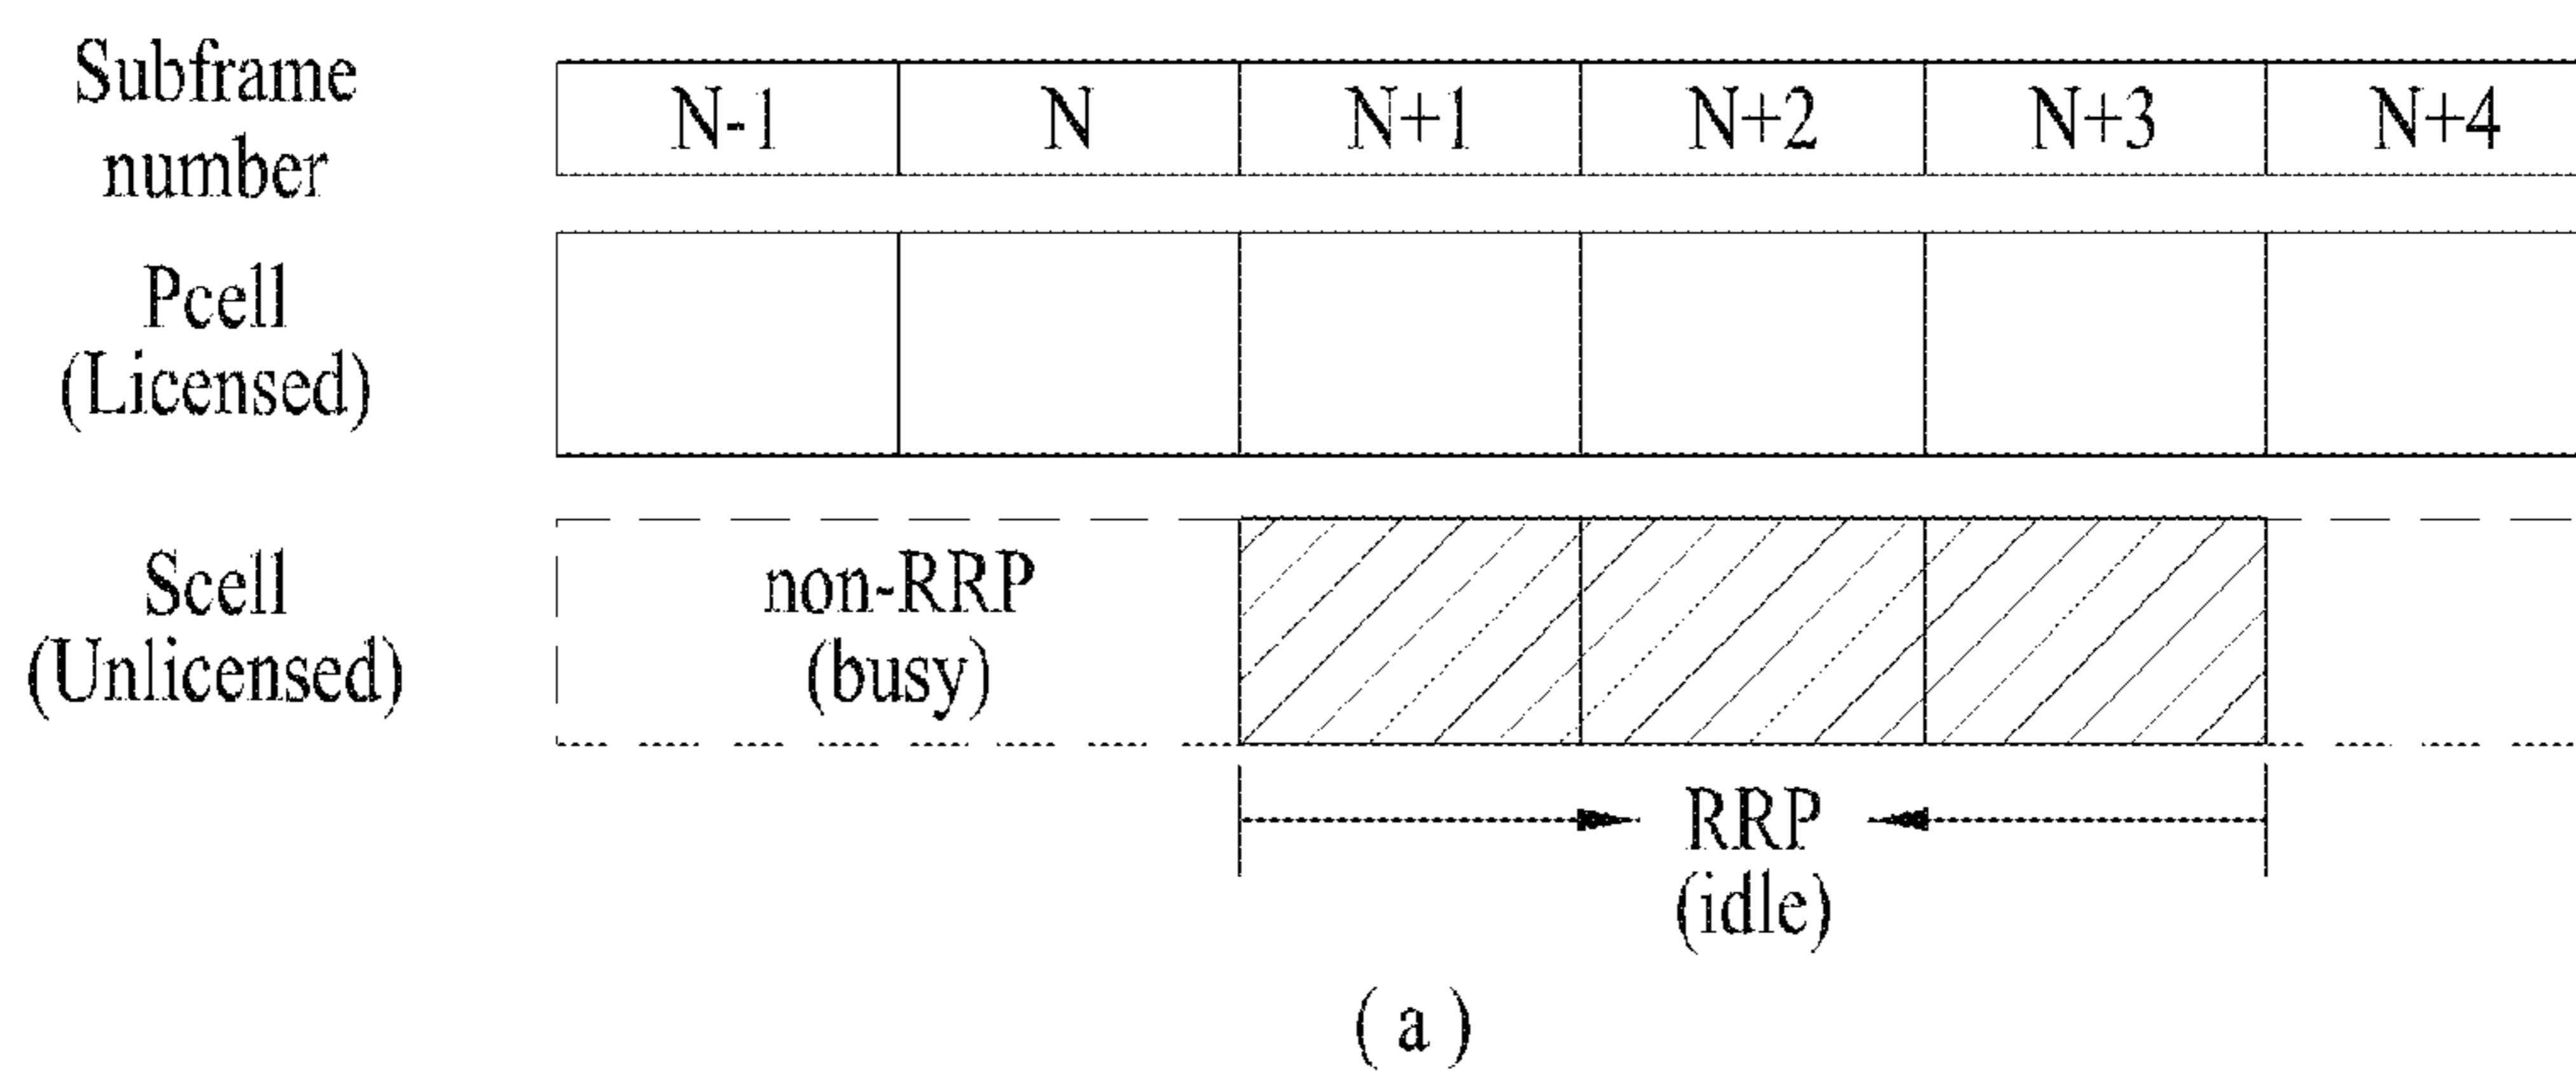 Subframe
number
N-1
N
N+1
N+2
N+3
N+4
Pcell
(Licensed)
Scell
(Unlicensed)
non-RRP
(busy)
RRP
(idle)
( a )